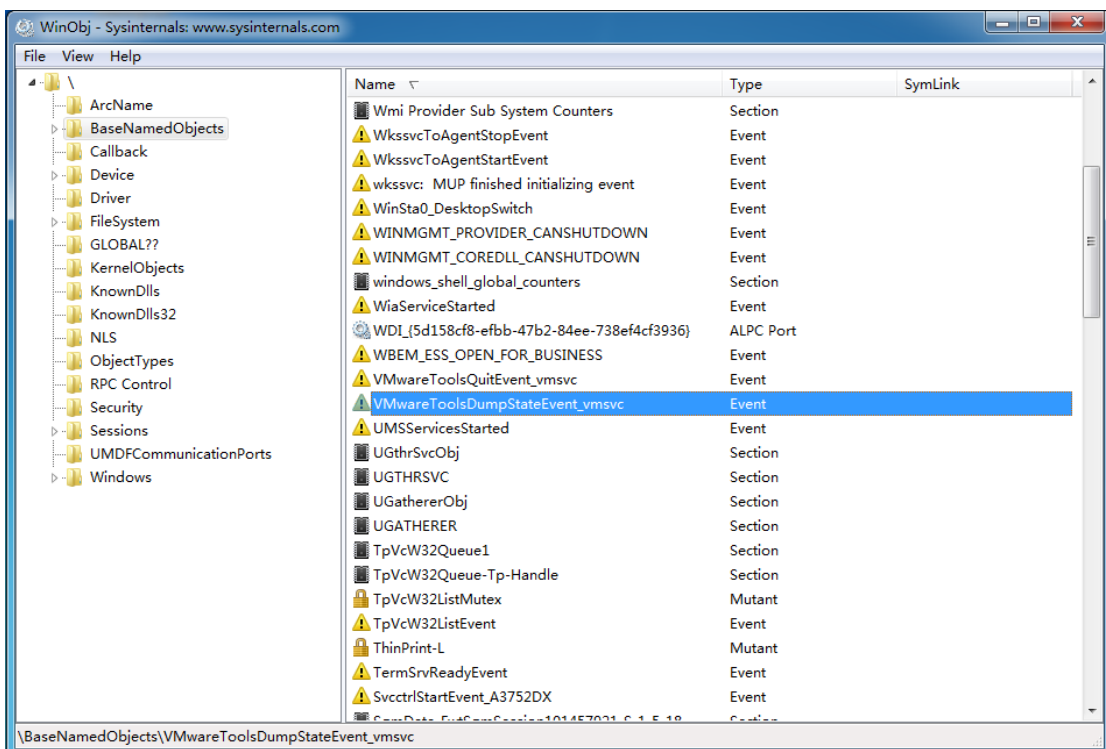 WinObj - Sysinternals: www.sysinternals.com
File View Help
\
ArcName
BaseNamedObjects
Callback
Device
Driver
FileSystem
GLOBAL??
KernelObjects
KnownDlls
KnownDlls32
NLS
ObjectTypes
RPC Control
Security
Sessions
UMDFCommunicationPorts
Windows
Name Type SymLink
Wmi Provider Sub System Counters Section
WkssvcToAgentStopEvent Event
WkssvcToAgentStartEvent Event
wkssvc: MUP finished initializing event Event
WinSta0_DesktopSwitch Event
WINMGMT_PROVIDER_CANSHUTDOWN Event
WINMGMT_COREDLL_CANSHUTDOWN Event
windows_shell_global_counters Section
WiaServiceStarted Event
WDI_{5d158cf8-efbb-47b2-84ee-738ef4cf3936} ALPC Port
WBEM_ESS_OPEN_FOR_BUSINESS Event
VMwareToolsQuitEvent_vmsvc Event
VMwareToolsDumpStateEvent_vmsvc Event
UMSServicesStarted Event
UGthrSvcObj Section
UGTHRSVC Section
UGathererObj Section
UGATHERER Section
TpVcW32Queue1 Section
TpVcW32Queue-Tp-Handle Section
TpVcW32ListMutex Mutant
TpVcW32ListEvent Event
ThinPrint-L Mutant
TermSrvReadyEvent Event
SvcctrlStartEvent_A3752DX Event
\BaseNamedObjects\VMwareToolsDumpStateEvent_vmsvc